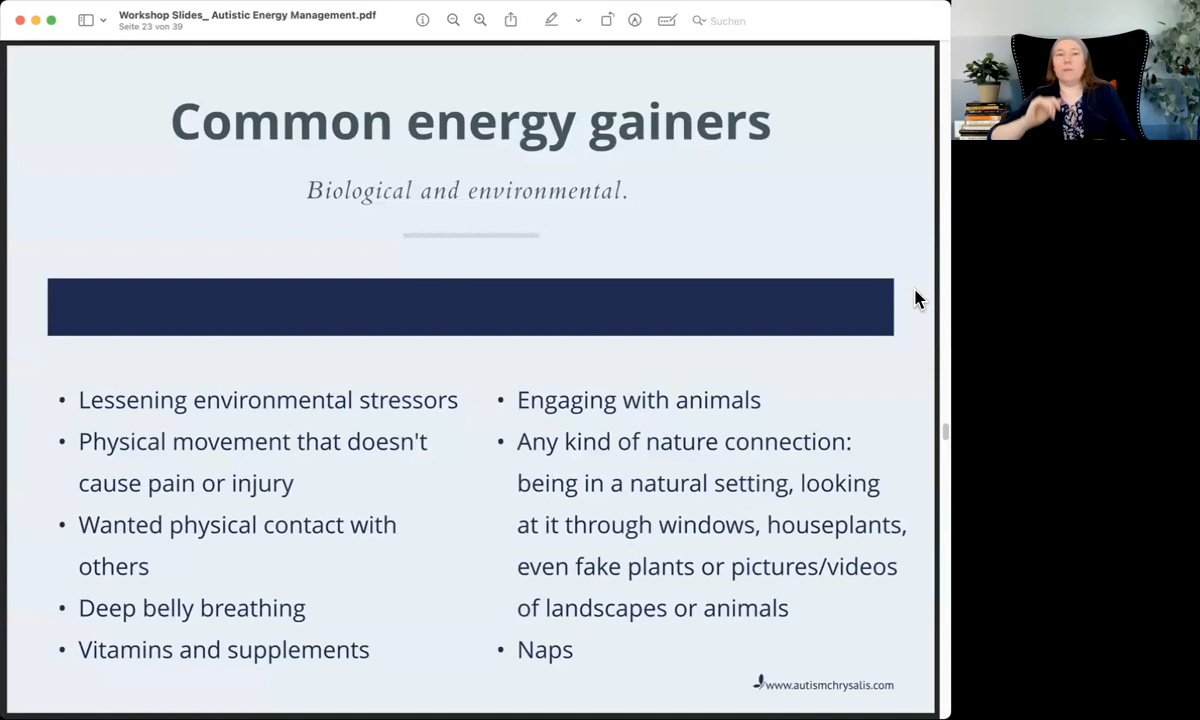 Workshop Slides_ Autistic Energy Management.pdf
Seite 23 von 39
Suchen
Common energy gainers
Biological and environmental.
• Lessening environmental stressors
• Physical movement that doesn't
cause pain or injury
• Wanted physical contact with
others
• Deep belly breathing
• Vitamins and supplements
• Engaging with animals
• Any kind of nature connection:
being in a natural setting, looking
at it through windows, houseplants,
even fake plants or pictures/videos
of landscapes or animals
• Naps
www.autismchrysalis.com